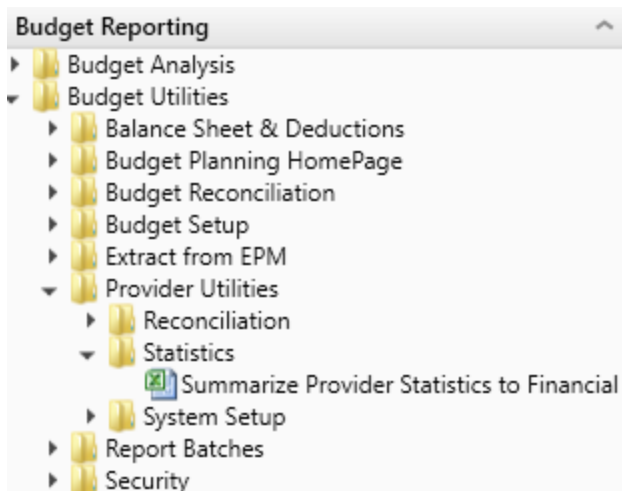 Budget Reporting
Budget Analysis
Budget Utilities
Balance Sheet & Deductions
Budget Planning HomePage
Budget Reconciliation
Budget Setup
Extract from EPM
Provider Utilities
Reconciliation
Statistics
Summarize Provider Statistics to Financial
System Setup
Report Batches
Security